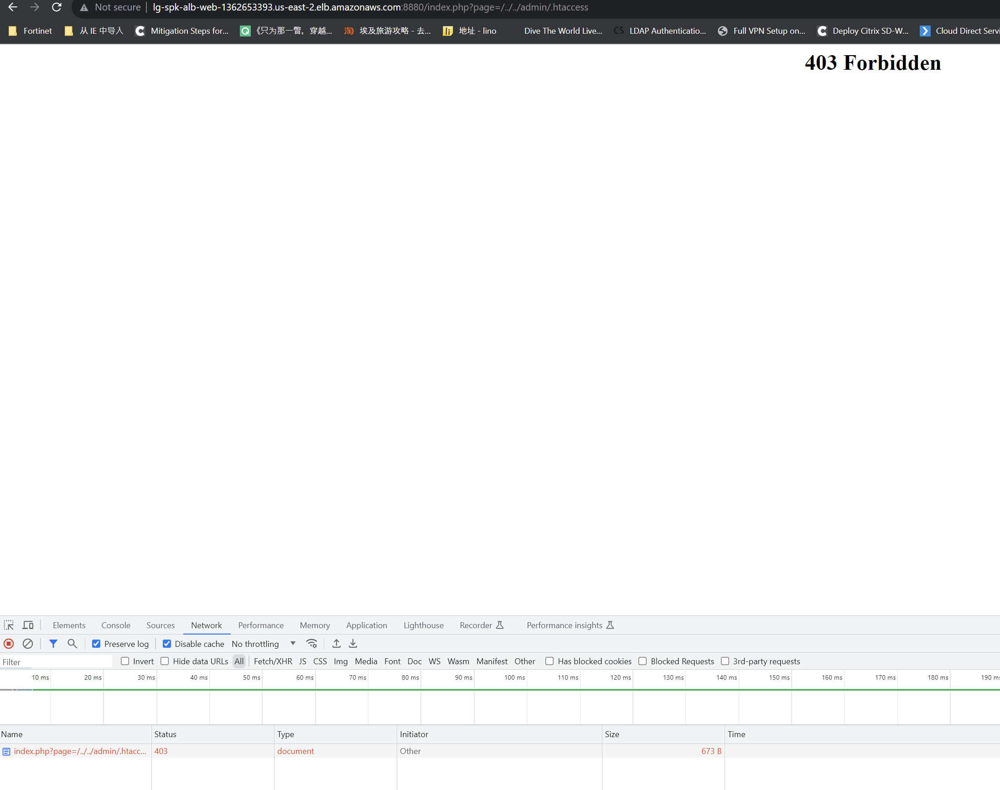 Not secure | lg-spk-alb-web-1362653393.us-east-2.elb.amazonaws.com:8880/index.php?page=/../../admin/.htaccess
Fortinet 从 IE 中导入 Mitigation Steps for... 《只为那一瞥，穿越... 淘 埃及旅游攻略 - 去... li 地址 - lino Dive The World Live... CS LDAP Authenticatio... Full VPN Setup on... Deploy Citrix SD-W... Cloud Direct Servi
403 Forbidden
Elements Console Sources Network Performance Memory Application Lighthouse Recorder Performance insights
Preserve log Disable cache No throttling
Filter Invert Hide data URLs All Fetch/XHR JS CSS Img Media Font Doc WS Wasm Manifest Other Has blocked cookies Blocked Requests 3rd-party requests
10 ms 20 ms 30 ms 40 ms 50 ms 60 ms 70 ms 80 ms 90 ms 100 ms 110 ms 120 ms 130 ms 140 ms 150 ms 160 ms 170 ms 180 ms 190 ms
Name Status Type Initiator Size Time
index.php?page=/../../admin/.htacc... 403 document Other 673 B